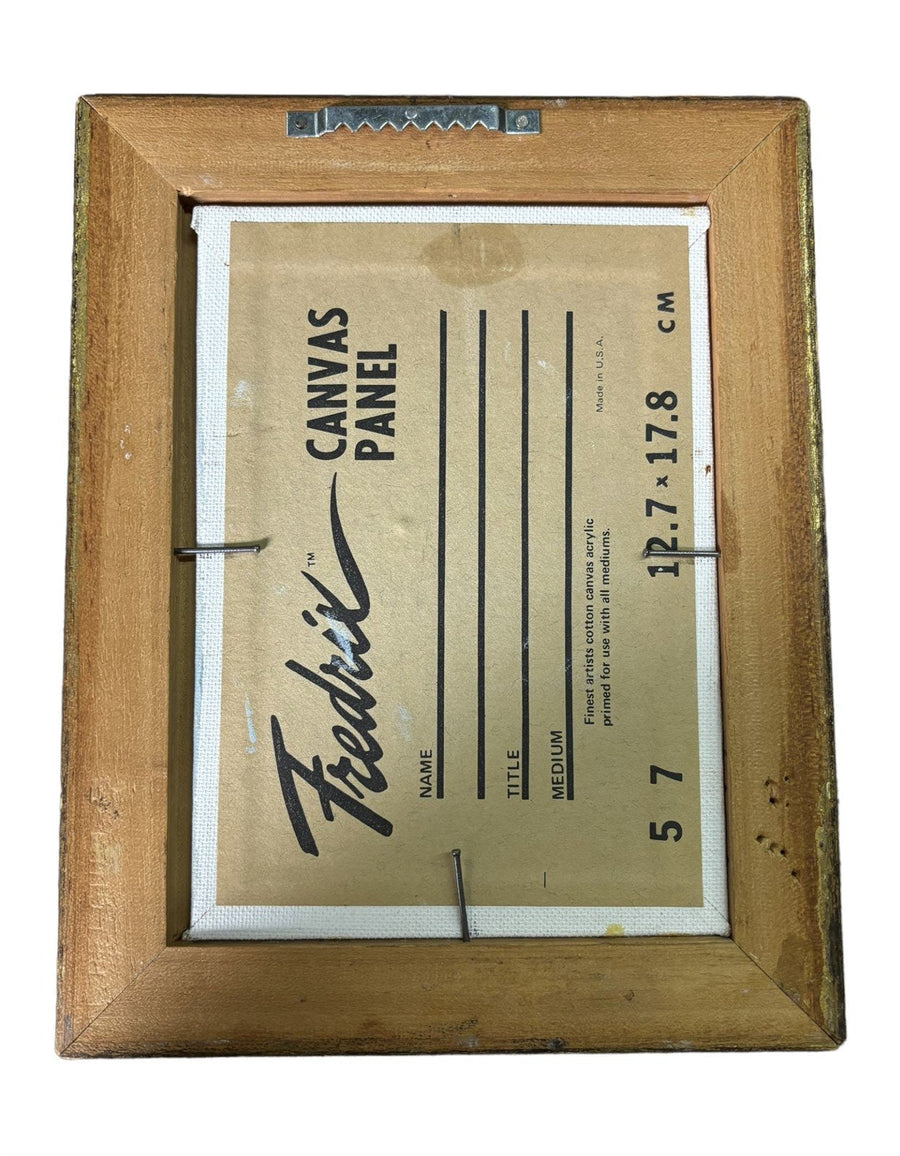 Fredrix™ CANVAS
PANEL
NAME
TITLE
MEDIUM
Finest artists cotton canvas acrylic
primed for use with all mediums.
Made in U.S.A.
5 7 12.7 x 17.8 CM